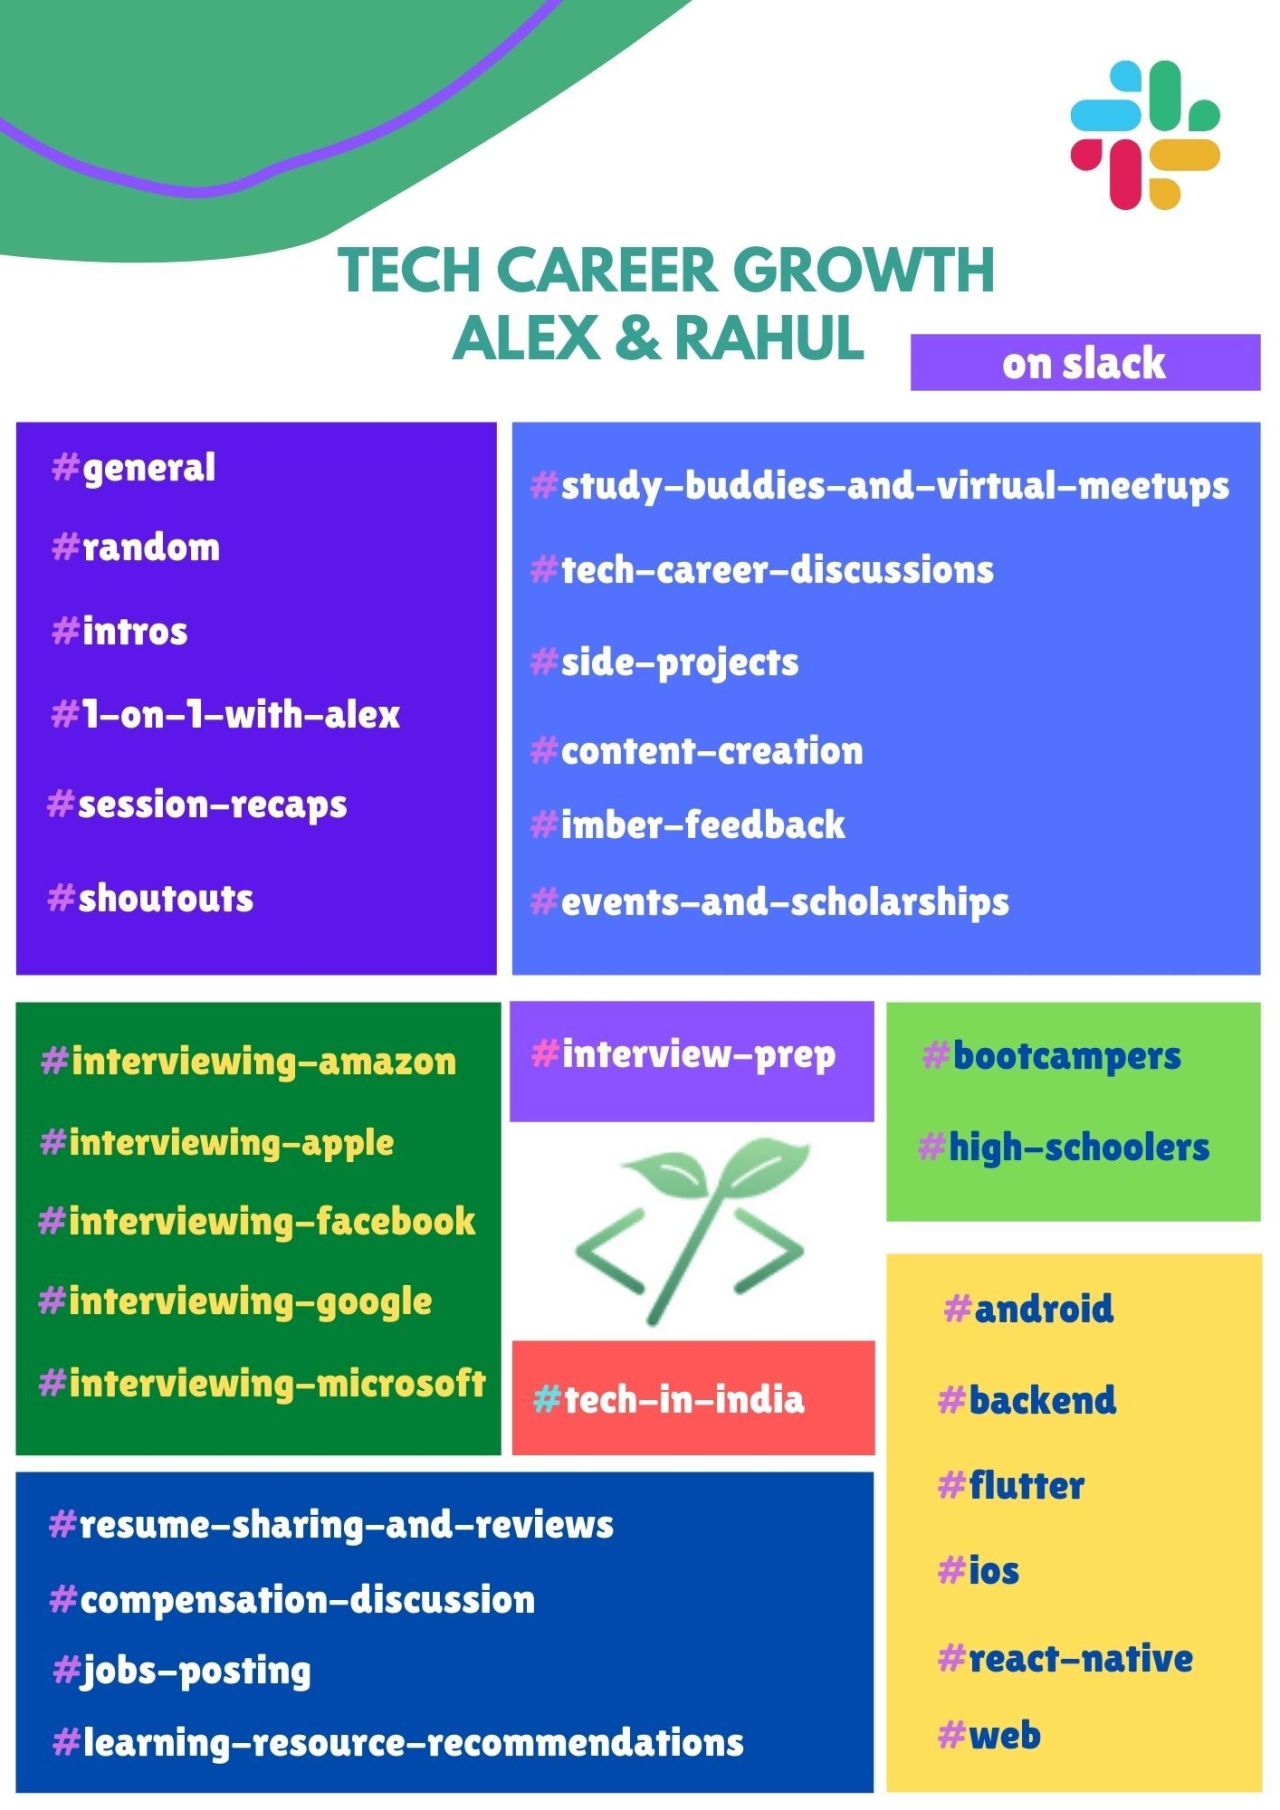 TECH CAREER GROWTH
ALEX & RAHUL
on slack
#general
#random
#intros
#1-on-1-with-alex
#session-recaps
#shoutouts
#study-buddies-and-virtual-meetups
#tech-career-discussions
#side-projects
#content-creation
#imber-feedback
#events-and-scholarships
#interviewing-amazon
#interviewing-apple
#interviewing-facebook
#interviewing-google
#interviewing-microsoft
#interview-prep
#tech-in-india
#bootcampers
#high-schoolers
#android
#backend
#flutter
#ios
#react-native
#web
#resume-sharing-and-reviews
#compensation-discussion
#jobs-posting
#learning-resource-recommendations